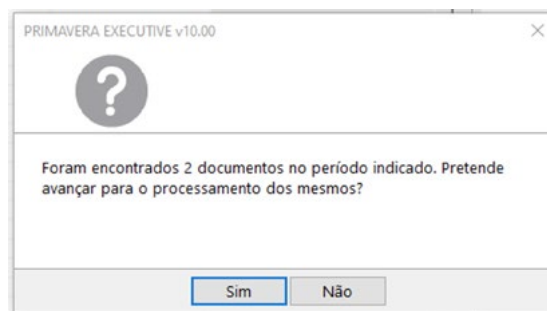 PRIMAVERA EXECUTIVE v10.00
?
Foram encontrados 2 documentos no período indicado. Pretende
avançar para o processamento dos mesmos?
Sim Não